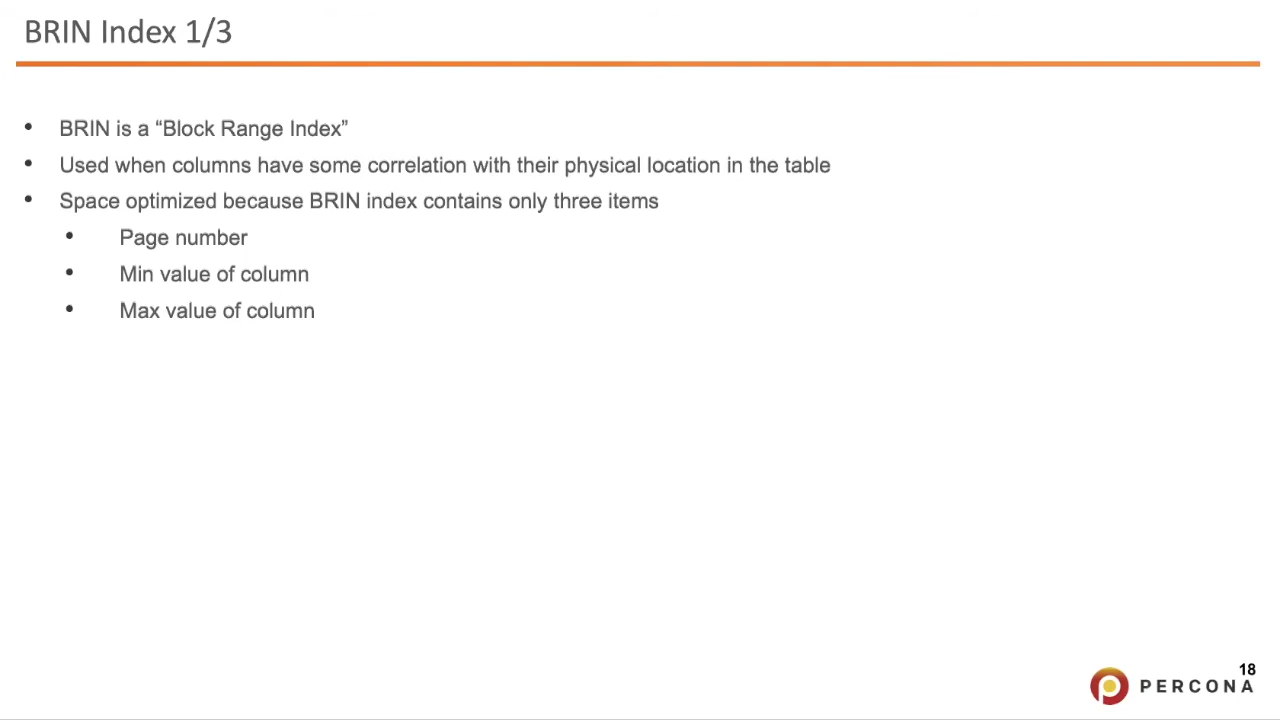 BRIN Index 1/3
• BRIN is a “Block Range Index”
• Used when columns have some correlation with their physical location in the table
• Space optimized because BRIN index contains only three items
• Page number
• Min value of column
• Max value of column
18
PERCONA